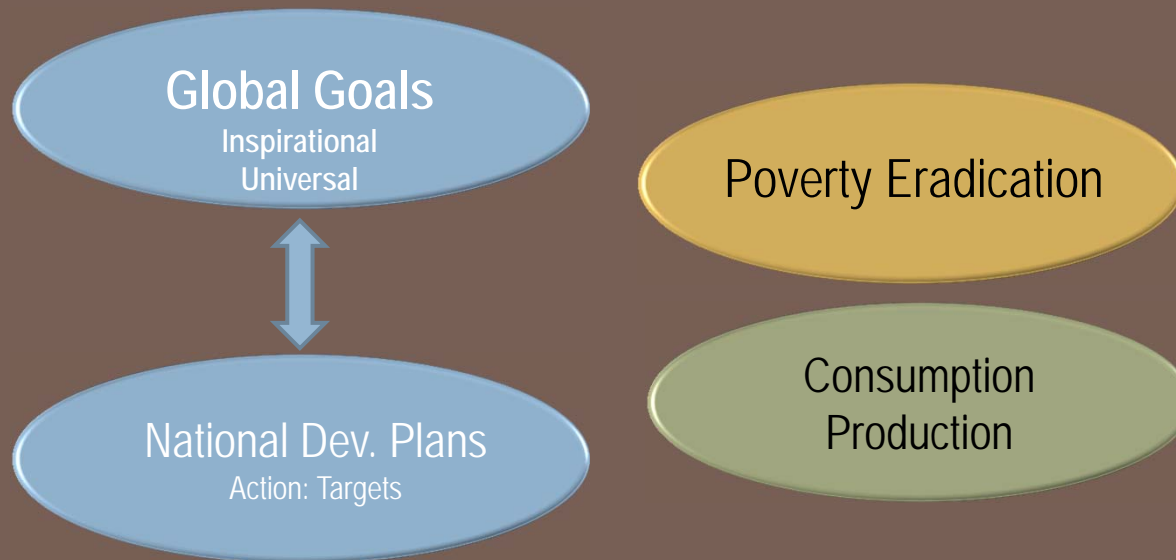 Global Goals
Inspirational
Universal
National Dev. Plans
Action: Targets
Poverty Eradication
Consumption
Production